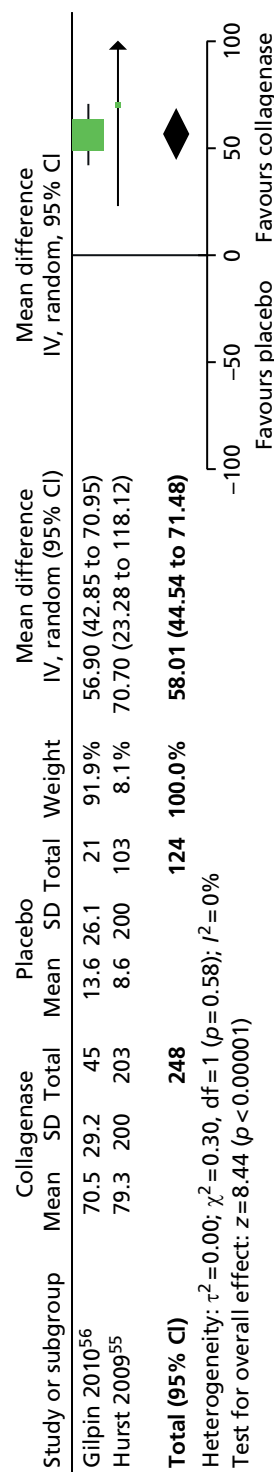 Study or subgroup Collagenase Mean SD Total Placebo Mean SD Total Weight Mean difference IV, random (95% CI) Mean difference IV, random, 95% CI
Gilpin 2010⁵⁶ 70.5 29.2 45 13.6 26.1 21 91.9% 56.90 (42.85 to 70.95)
Hurst 2009⁵⁵ 79.3 200 203 8.6 200 103 8.1% 70.70 (23.28 to 118.12)
Total (95% CI) 248 124 100.0% 58.01 (44.54 to 71.48)
Heterogeneity: τ²=0.00; χ²=0.30, df=1 (p=0.58); I²=0%
Test for overall effect: z=8.44 (p<0.00001)
−100 −50 0 50 100
Favours placebo Favours collagenase